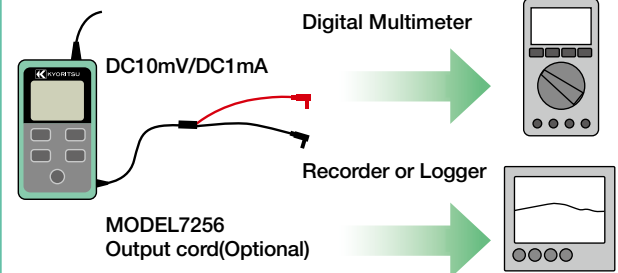 Digital Multimeter
KYORITSU
DC10mV/DC1mA
Recorder or Logger
MODEL7256
Output cord(Optional)